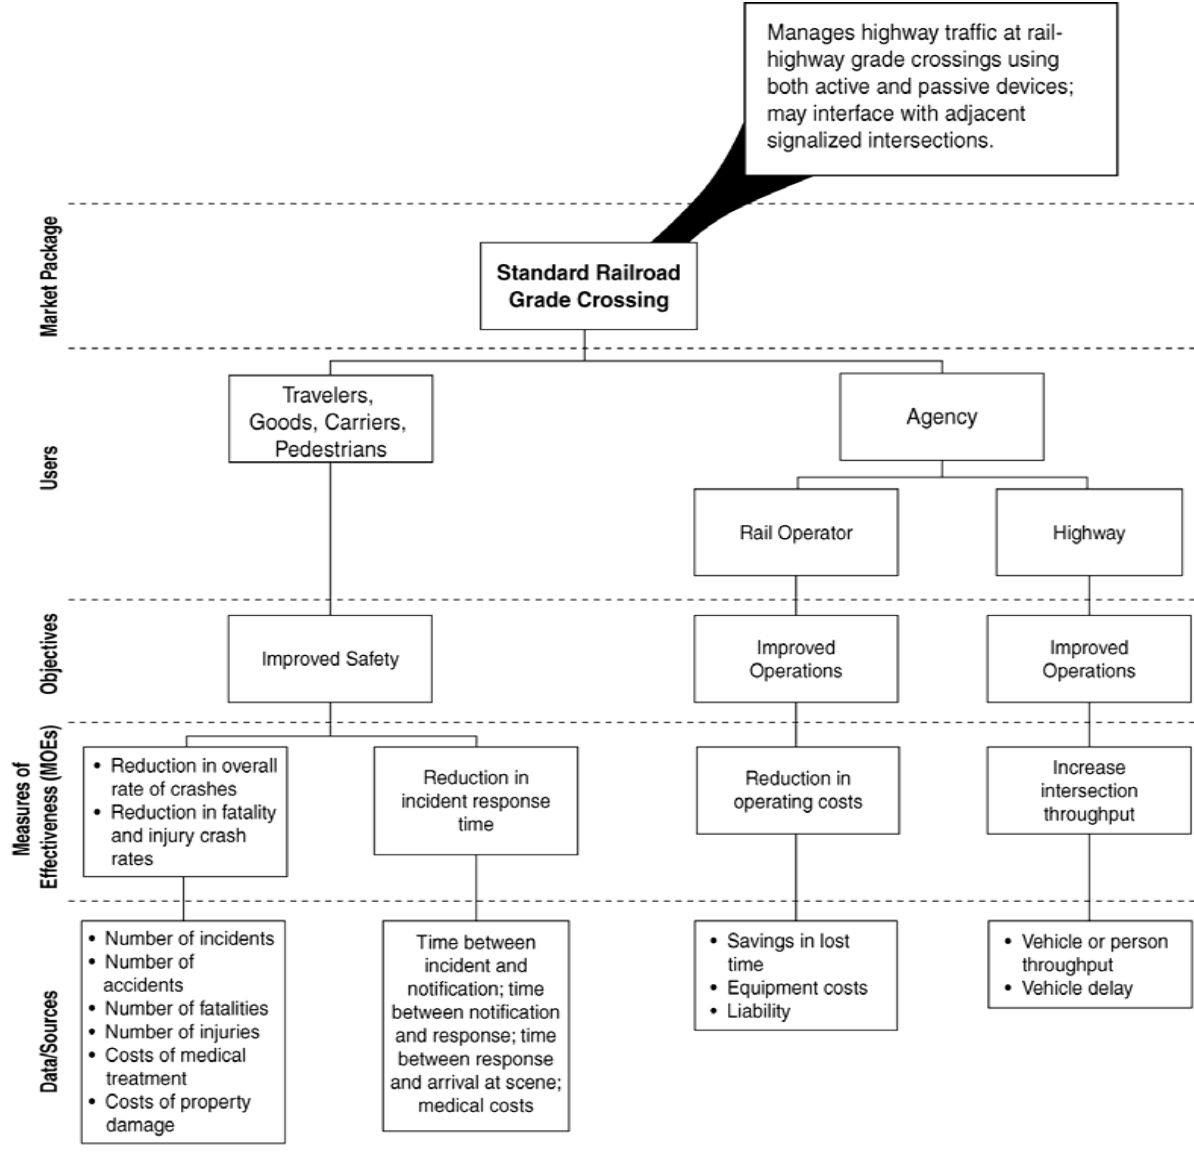 Manages highway traffic at rail-
highway grade crossings using
both active and passive devices;
may interface with adjacent
signalized intersections.
Market Package
Standard Railroad
Grade Crossing
Users
Travelers,
Goods, Carriers,
Pedestrians
Agency
Rail Operator
Highway
Objectives
Improved Safety
Improved
Operations
Improved
Operations
Measures of
Effectiveness (MOEs)
• Reduction in overall
rate of crashes
• Reduction in fatality
and injury crash
rates
Reduction in
incident response
time
Reduction in
operating costs
Increase
intersection
throughput
Data/Sources
• Number of incidents
• Number of
accidents
• Number of fatalities
• Number of injuries
• Costs of medical
treatment
• Costs of property
damage
Time between
incident and
notification; time
between notification
and response; time
between response
and arrival at scene;
medical costs
• Savings in lost
time
• Equipment costs
• Liability
• Vehicle or person
throughput
• Vehicle delay